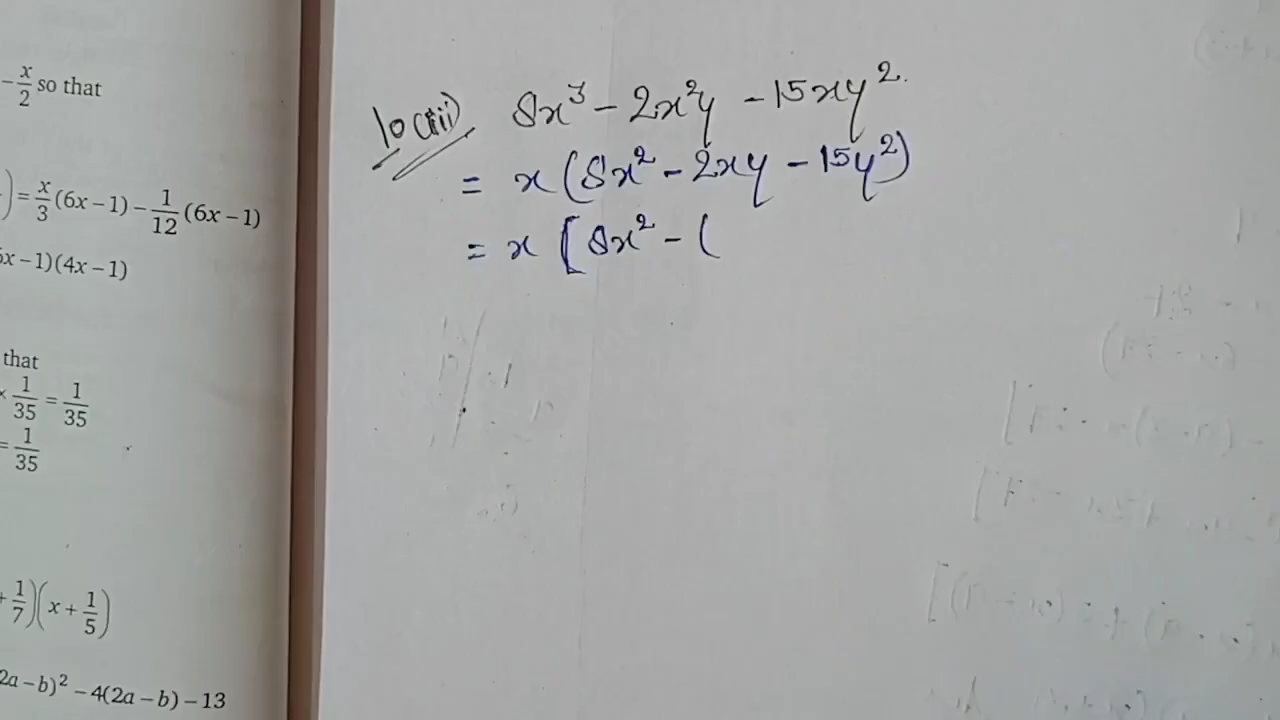 -x/2 so that
) = x/3 (6x − 1) − 1/12 (6x − 1)
6x − 1)(4x − 1)
that
× 1/35 = 1/35
= 1/35
+ 1/7)(x + 1/5)
2a − b)² − 4(2a − b) − 13
10(iii) 8x³ − 2x²y − 15xy².
= x (8x² − 2xy − 15y²)
= x [8x² − (